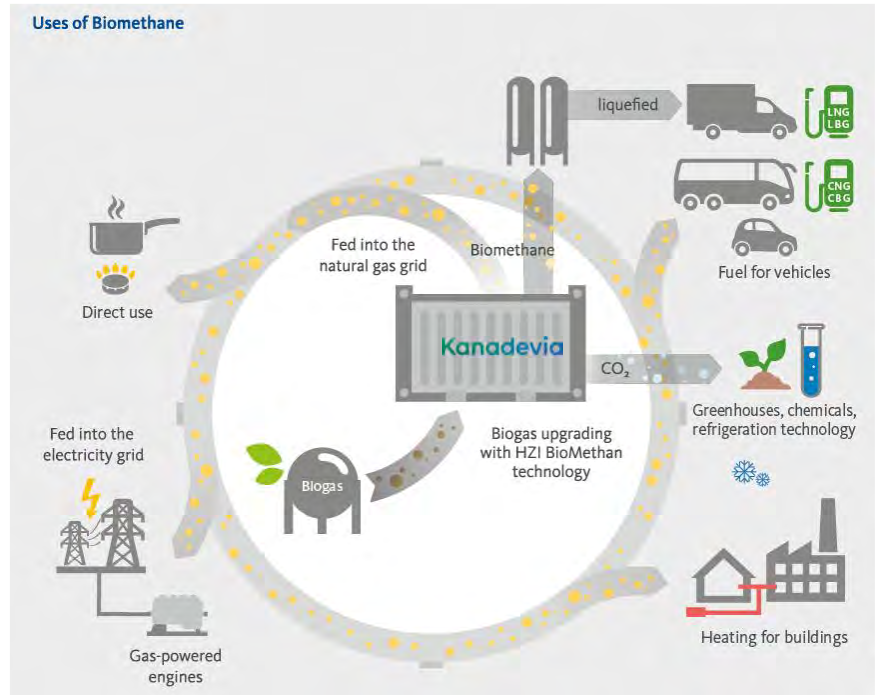 Uses of Biomethane
liquefied
LNG
LBG
CNG
CBG
Fuel for vehicles
Fed into the
natural gas grid
Biomethane
Direct use
Kanadevia
CO₂
Greenhouses, chemicals,
refrigeration technology
Fed into the
electricity grid
Biogas upgrading
with HZI BioMethan
technology
Biogas
Heating for buildings
Gas-powered
engines